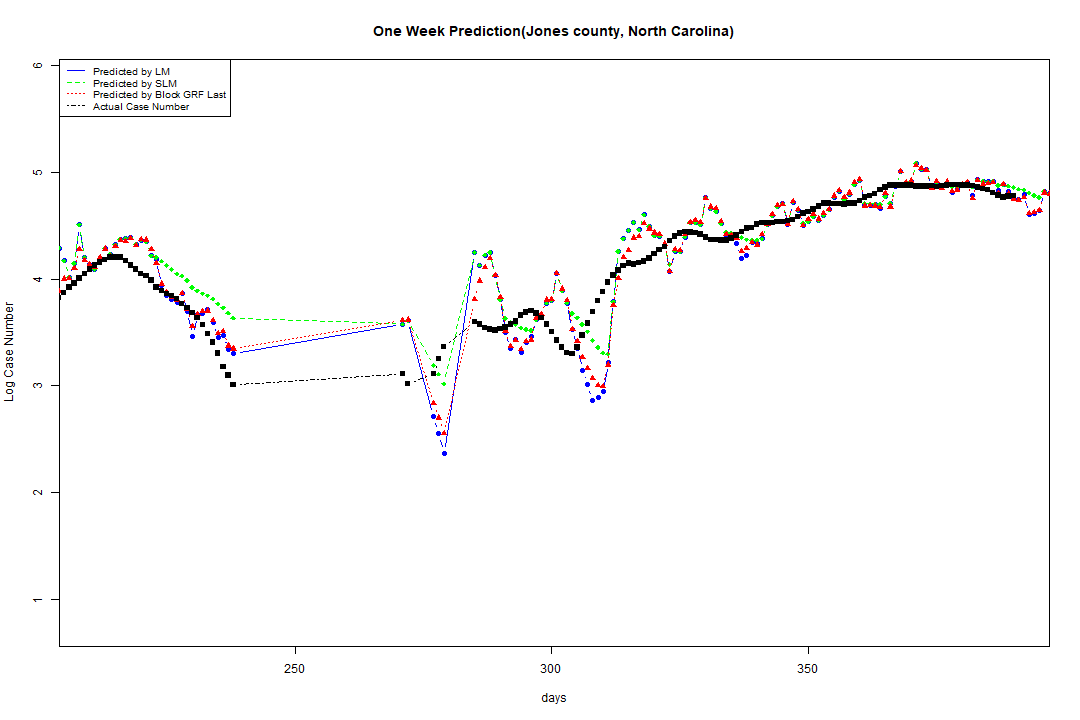 One Week Prediction(Jones county, North Carolina)
Predicted by LM
Predicted by SLM
Predicted by Block GRF Last
Actual Case Number
6
5
4
3
2
1
Log Case Number
250 300 350
days